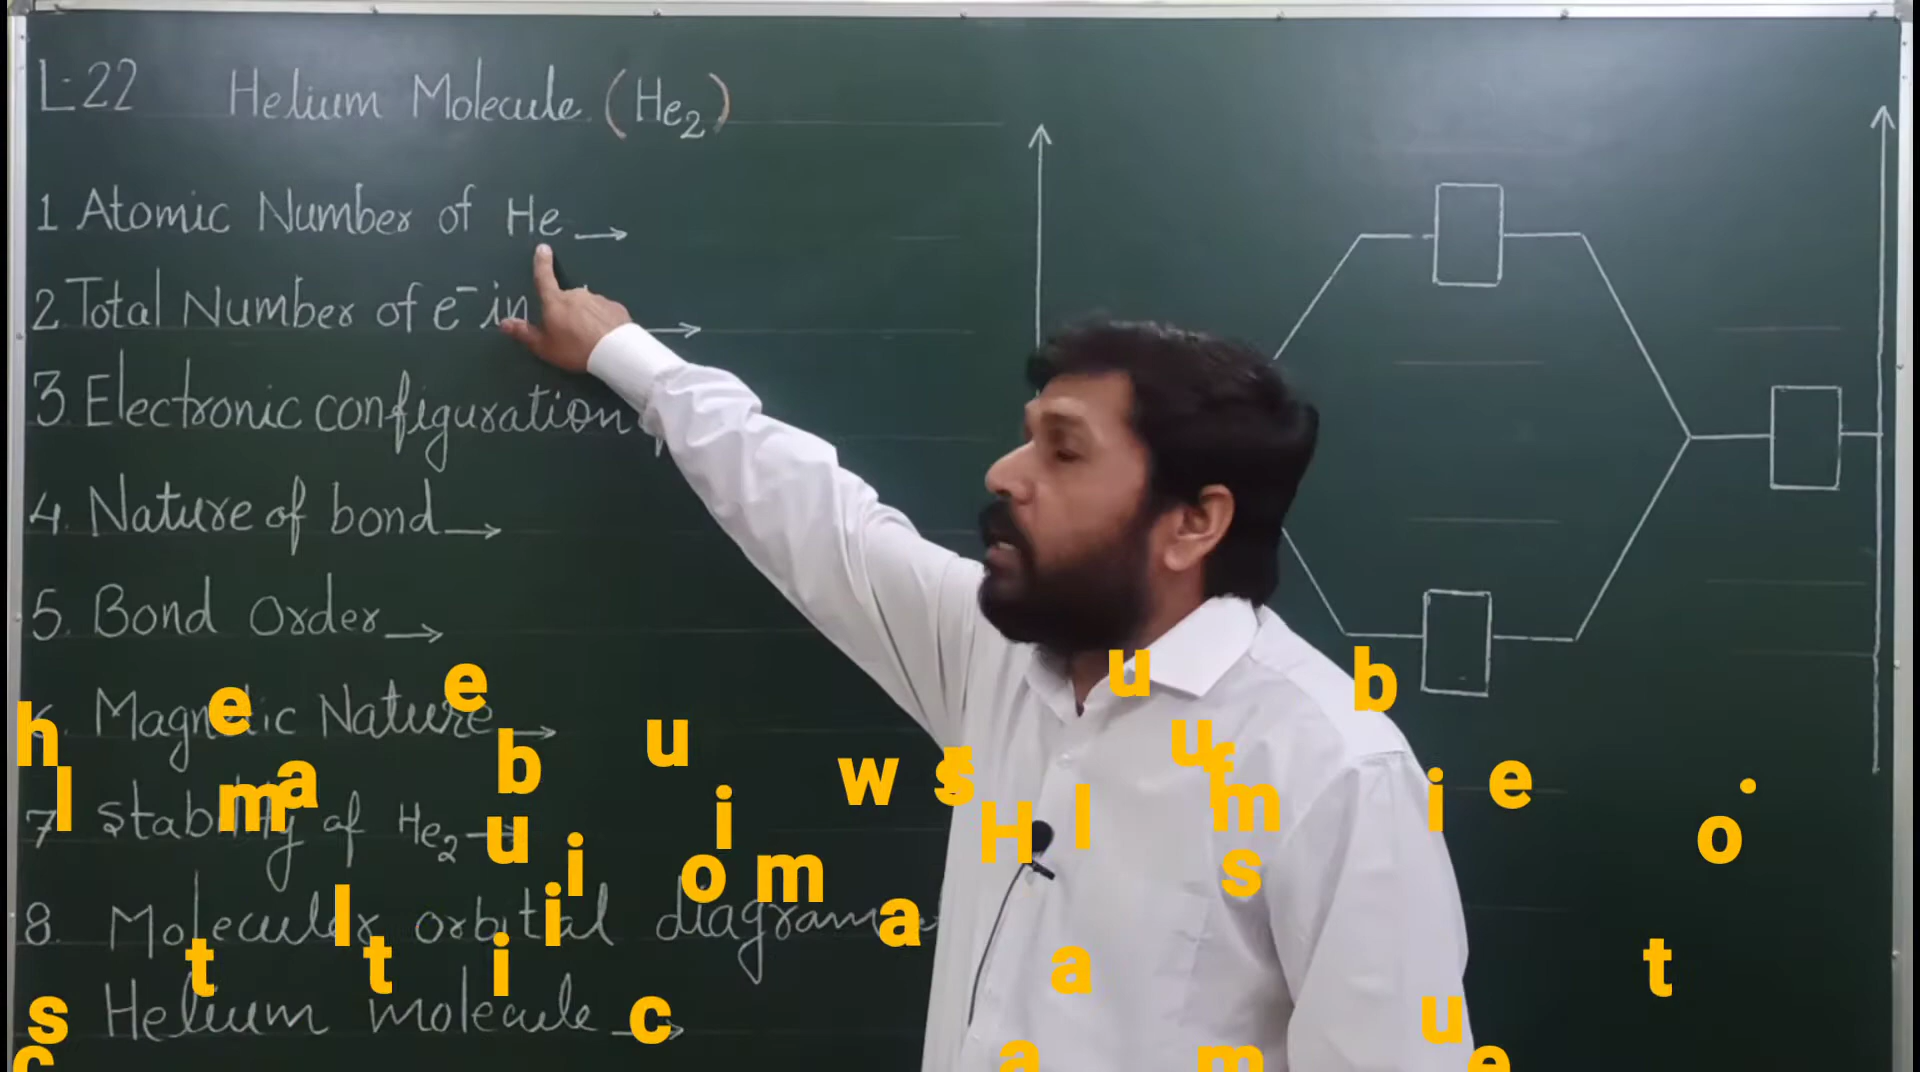 L-22 Helium Molecule (He₂)
1 Atomic Number of He →
2 Total Number of e⁻ in →
3. Electronic configuration
4. Nature of bond →
5. Bond Order →
6. Magnetic Nature →
7 Stability of He₂ →
8. Molecular orbital diagram
Helium molecule →